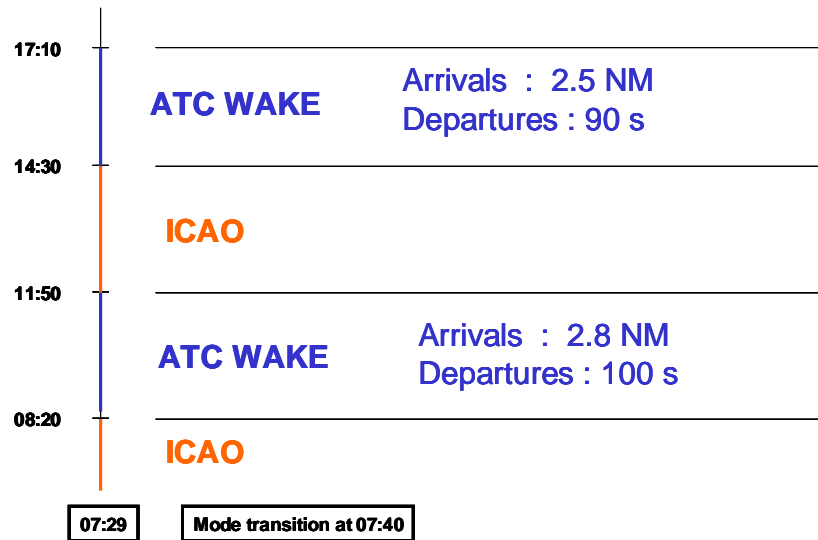 17:10
ATC WAKE
Arrivals : 2.5 NM
Departures : 90 s
14:30
ICAO
11:50
ATC WAKE
Arrivals : 2.8 NM
Departures : 100 s
08:20
ICAO
07:29
Mode transition at 07:40